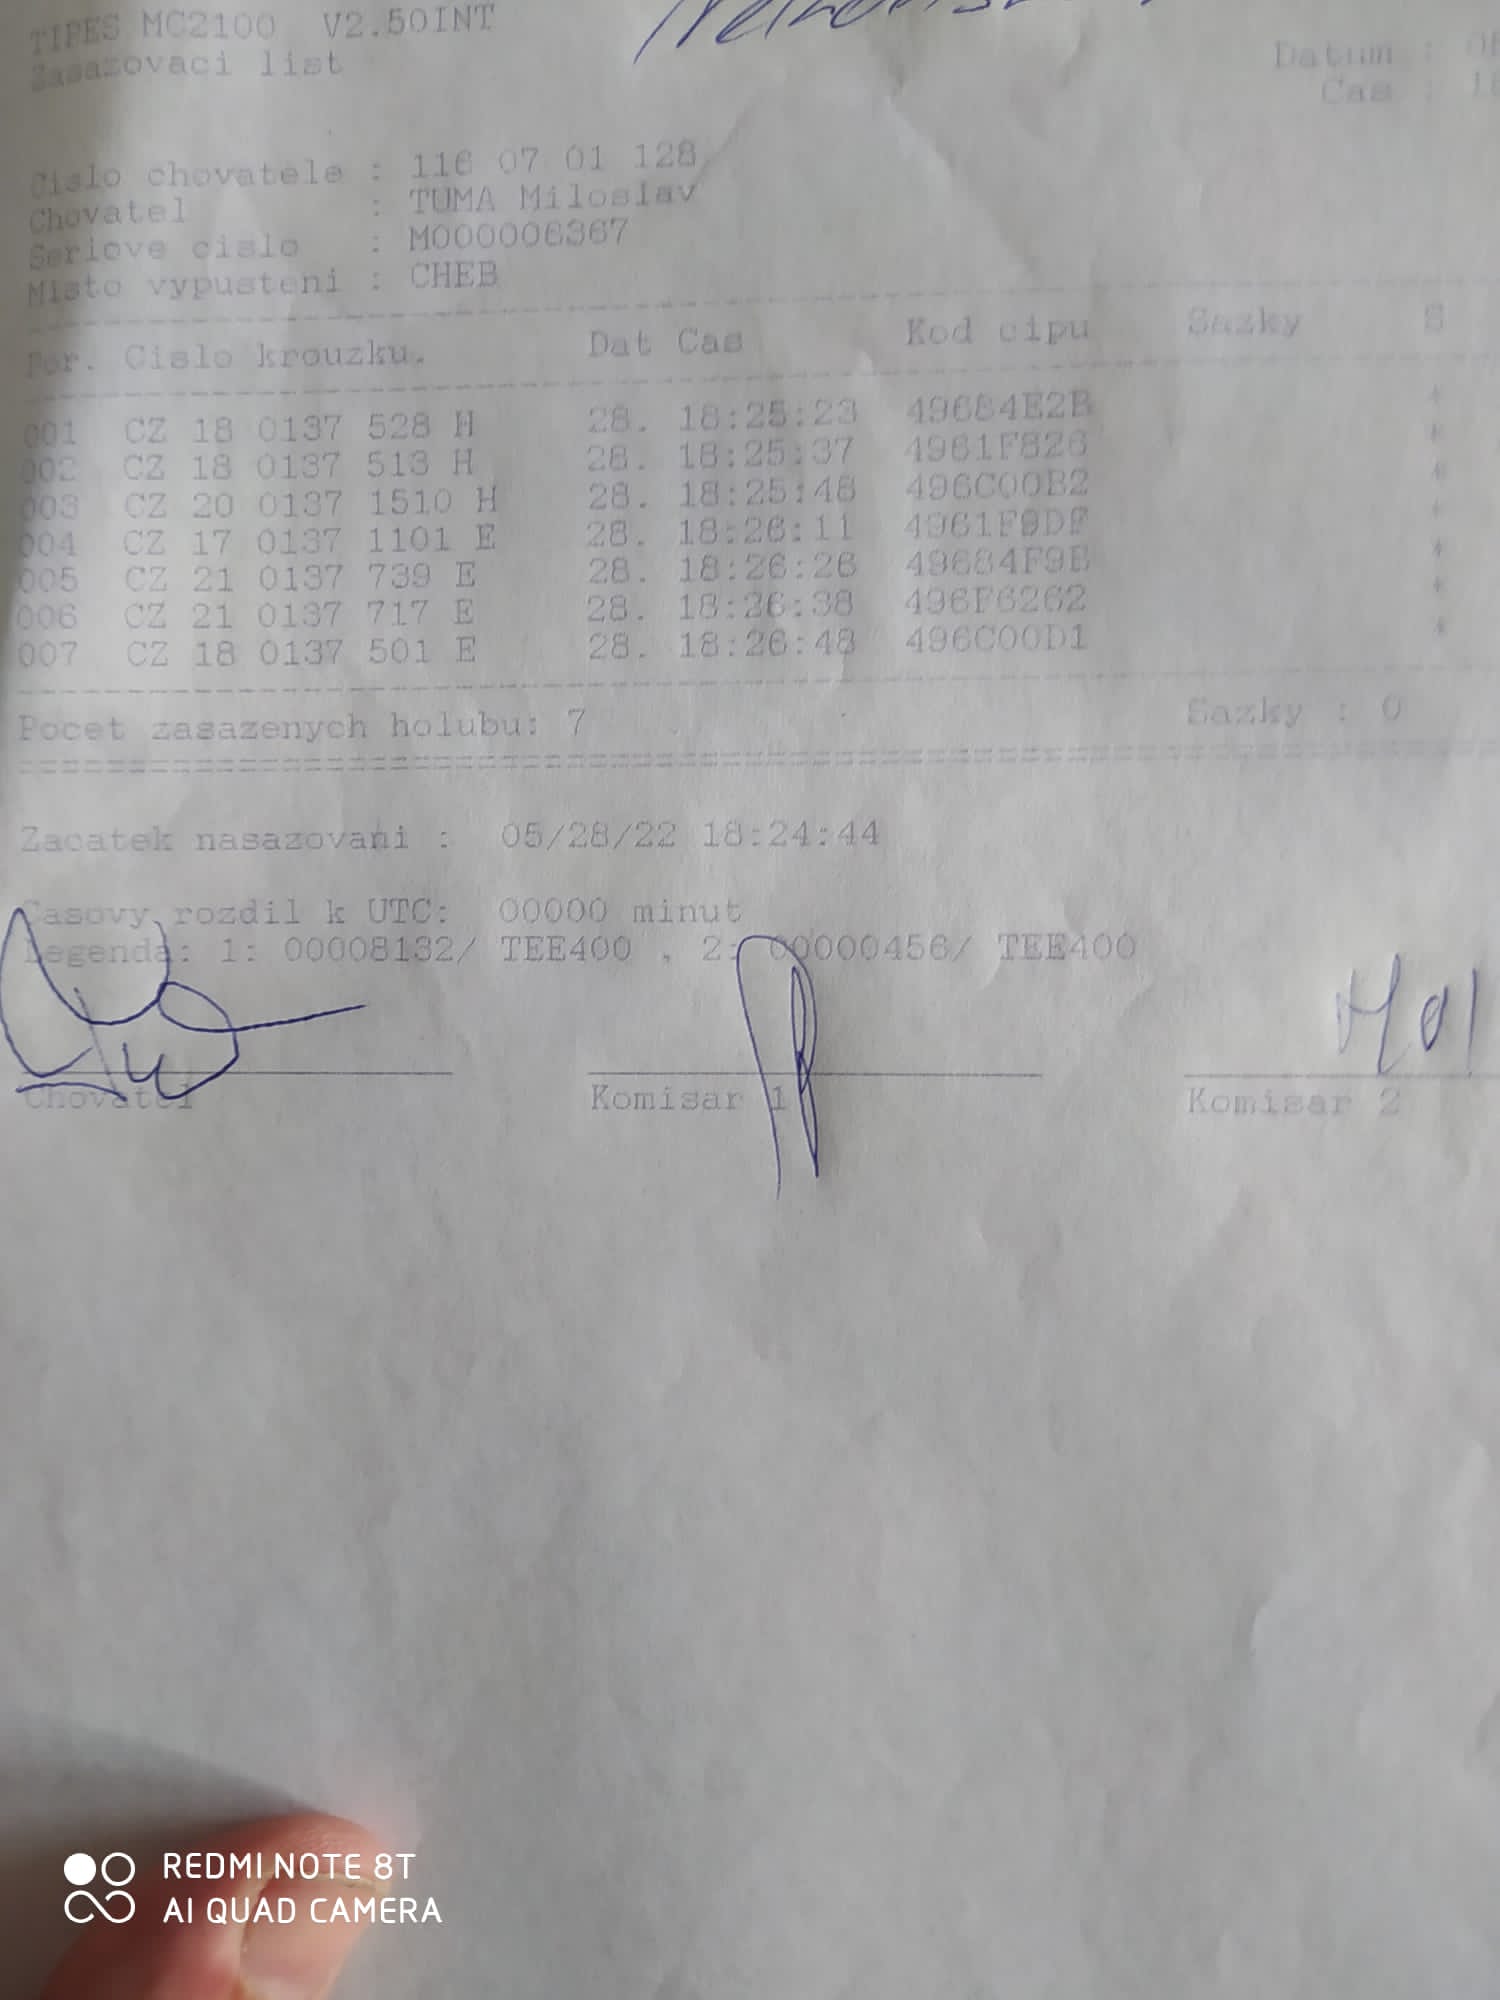 TIPES MC2100 V2.50INT
Zasazovaci list
Datum :
Cas :
Cislo chovatele : 116 07 01 128
Chovatel : TUMA Miloslav
Seriove cislo : M000006367
Misto vypusteni : CHEB
Por. Cislo krouzku. Dat Cas Kod cipu Sazky S
001 CZ 18 0137 528 H 28. 18:25:23 49684E2B *
002 CZ 18 0137 513 H 28. 18:25:37 4961F826 *
003 CZ 20 0137 1510 H 28. 18:25:48 496C00B2 *
004 CZ 17 0137 1101 E 28. 18:26:11 4961F9DF *
005 CZ 21 0137 739 E 28. 18:26:26 49684F9B *
006 CZ 21 0137 717 E 28. 18:26:38 496F6262 *
007 CZ 18 0137 501 E 28. 18:26:48 496C00D1 *
Pocet zasazenych holubu: 7 Sazky : 0
Zacatek nasazovani : 05/28/22 18:24:44
Casovy rozdil k UTC: 00000 minut
Legenda: 1: 00008132/ TEE400 , 2: 00000456/ TEE400
Chovatel Komisar 1 Komisar 2
REDMI NOTE 8T
AI QUAD CAMERA